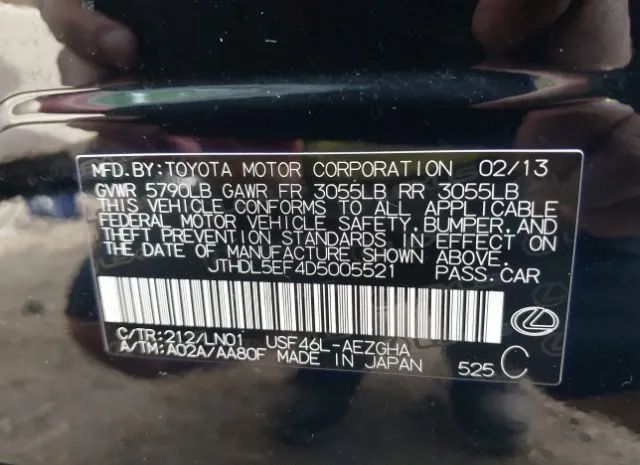 MFD.BY:TOYOTA MOTOR CORPORATION 02/13
GVWR 5790LB GAWR FR 3055LB RR 3055LB
THIS VEHICLE CONFORMS TO ALL APPLICABLE
FEDERAL MOTOR VEHICLE SAFETY,BUMPER,AND
THEFT PREVENTION STANDARDS IN EFFECT ON
THE DATE OF MANUFACTURE SHOWN ABOVE.
JTHDL5EF4D5005521 PASS.CAR
C/TR:212/LN01 USF46L-AEZGHA
A/TM:A02A/AA80F MADE IN JAPAN 525 C